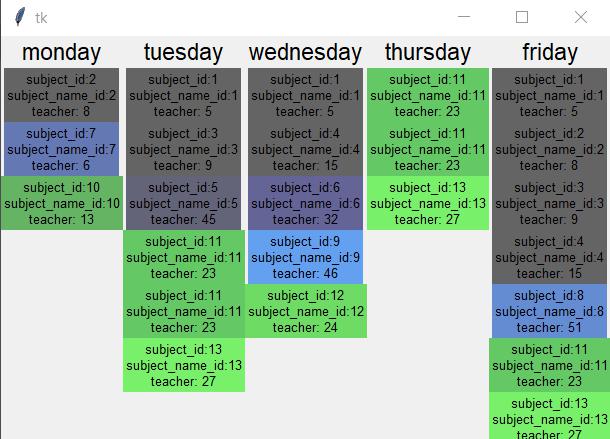 tk
monday
subject_id:2
subject_name_id:2
teacher: 8
subject_id:7
subject_name_id:7
teacher: 6
subject_id:10
subject_name_id:10
teacher: 13
tuesday
subject_id:1
subject_name_id:1
teacher: 5
subject_id:3
subject_name_id:3
teacher: 9
subject_id:5
subject_name_id:5
teacher: 45
subject_id:11
subject_name_id:11
teacher: 23
subject_id:11
subject_name_id:11
teacher: 23
subject_id:13
subject_name_id:13
teacher: 27
wednesday
subject_id:1
subject_name_id:1
teacher: 5
subject_id:4
subject_name_id:4
teacher: 15
subject_id:6
subject_name_id:6
teacher: 32
subject_id:9
subject_name_id:9
teacher: 46
subject_id:12
subject_name_id:12
teacher: 24
thursday
subject_id:11
subject_name_id:11
teacher: 23
subject_id:11
subject_name_id:11
teacher: 23
subject_id:13
subject_name_id:13
teacher: 27
friday
subject_id:1
subject_name_id:1
teacher: 5
subject_id:2
subject_name_id:2
teacher: 8
subject_id:3
subject_name_id:3
teacher: 9
subject_id:4
subject_name_id:4
teacher: 15
subject_id:8
subject_name_id:8
teacher: 51
subject_id:11
subject_name_id:11
teacher: 23
subject_id:13
subject_name_id:13
teacher: 27